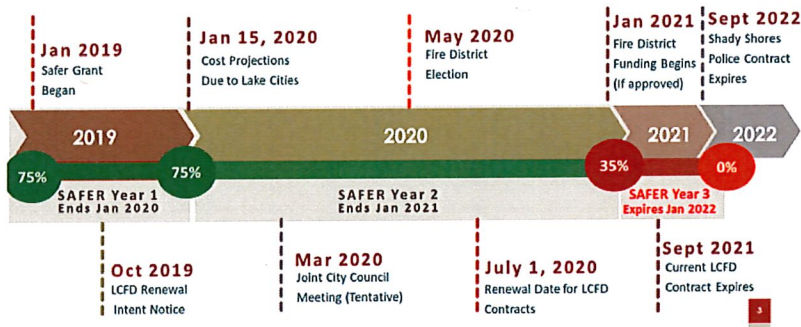 Jan 2019
Safer Grant
Began
Jan 15, 2020
Cost Projections
Due to Lake Cities
May 2020
Fire District
Election
Jan 2021
Fire District
Funding Begins
(If approved)
Sept 2022
Shady Shores
Police Contract
Expires
2019
2020
2021
2022
75%
75%
35%
0%
SAFER Year 1
Ends Jan 2020
SAFER Year 2
Ends Jan 2021
SAFER Year 3
Expires Jan 2022
Oct 2019
LCFD Renewal
Intent Notice
Mar 2020
Joint City Council
Meeting (Tentative)
July 1, 2020
Renewal Date for LCFD
Contracts
Sept 2021
Current LCFD
Contract Expires
3